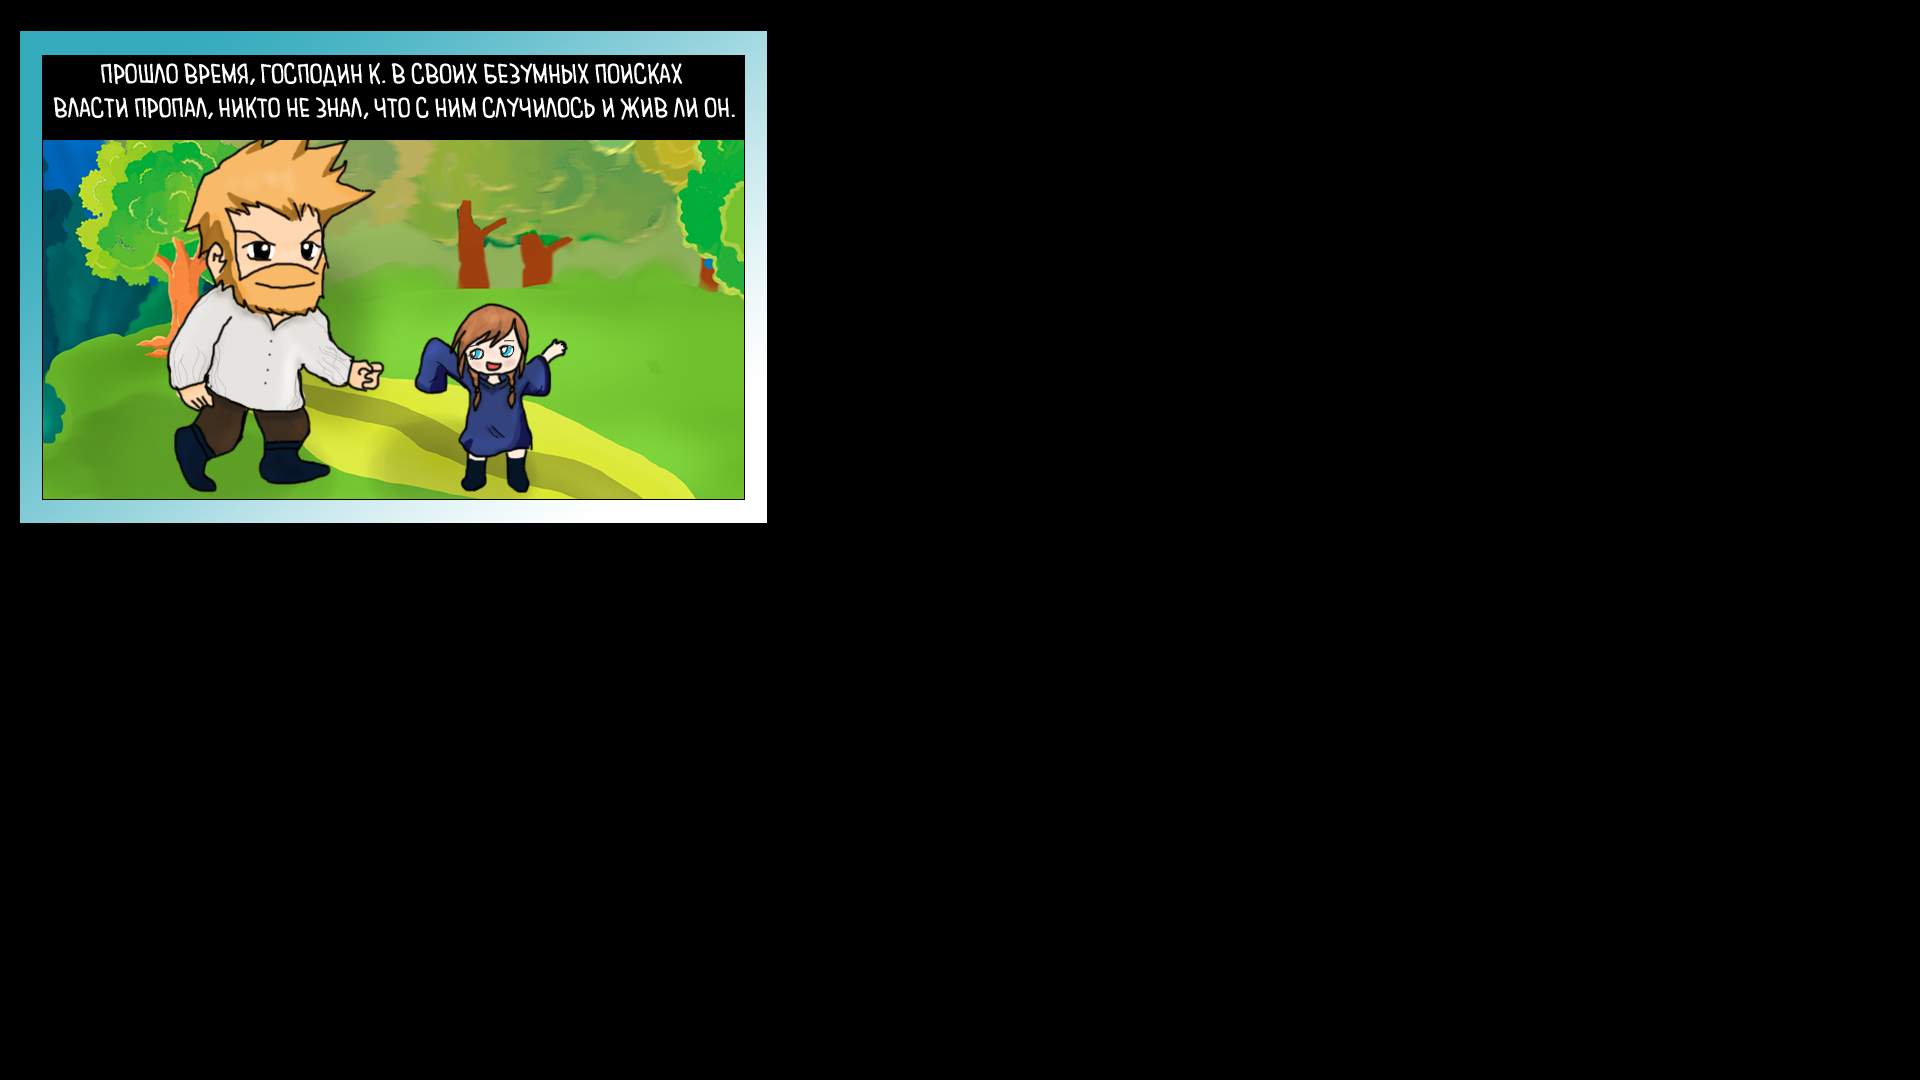 ПРОШЛО ВРЕМЯ, ГОСПОДИН К. В СВОИХ БЕЗУМНЫХ ПОИСКАХ
ВЛАСТИ ПРОПАЛ, НИКТО НЕ ЗНАЛ, ЧТО С НИМ СЛУЧИЛОСЬ И ЖИВ ЛИ ОН.